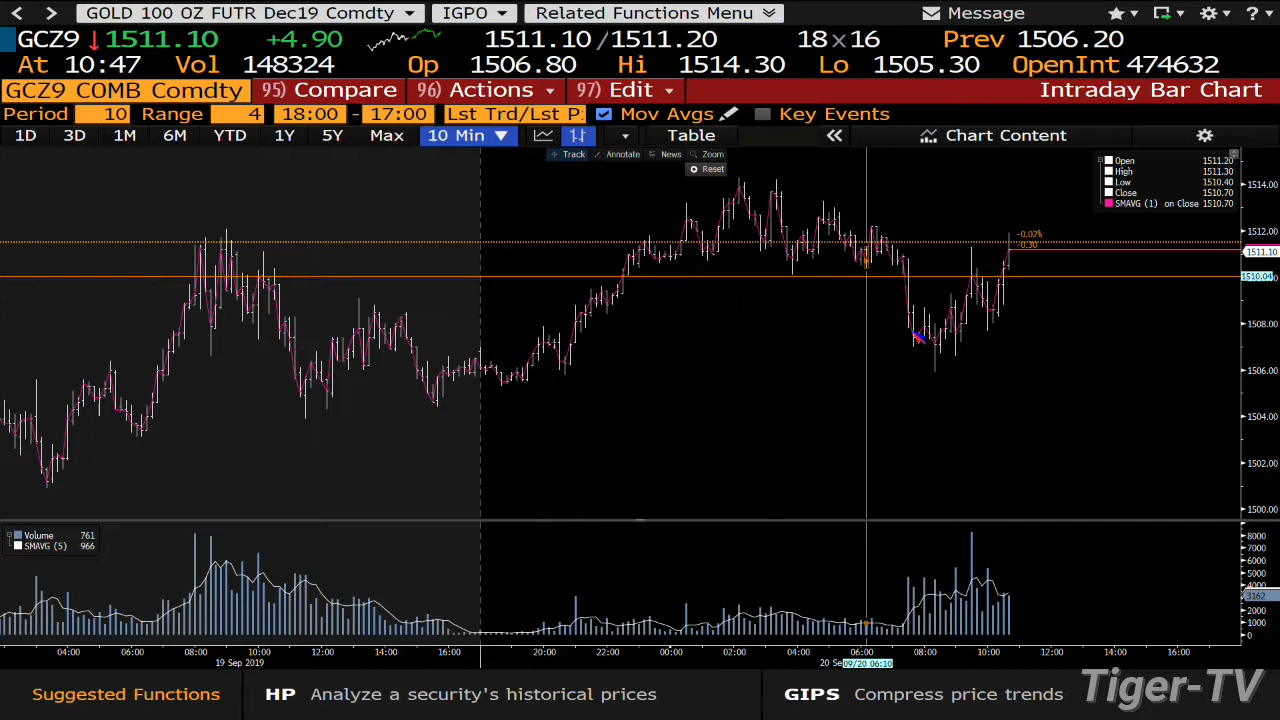 GOLD 100 OZ FUTR Dec19 Comdty IGPO Related Functions Menu Message ?
GCZ9 1511.10 +4.90 1511.10/1511.20 18×16 Prev 1506.20
At 10:47 Vol 148324 Op 1506.80 Hi 1514.30 Lo 1505.30 OpenInt 474632
GCZ9 COMB Comdty 95) Compare 96) Actions 97) Edit Intraday Bar Chart
Period 10 Range 4 18:00 - 17:00 Lst Trd/Lst P: Mov Avgs Key Events
1D 3D 1M 6M YTD 1Y 5Y Max 10 Min Table Chart Content
Track Annotate News Zoom
Reset
Open 1511.20
High 1511.30
Low 1510.40
Close 1510.70
SMAVG (1) on Close 1510.70
1514.00
1512.00
-0.02%
-0.30
1511.10
1510.04
1508.00
1506.00
1504.00
1502.00
1500.00
Volume 761
SMAVG (5) 966
8000
7000
6000
5000
4000
3162
2000
1000
0
04:00 06:00 08:00 10:00 12:00 14:00 16:00 20:00 22:00 00:00 02:00 04:00 06:00 08:00 10:00 12:00 14:00 16:00
19 Sep 2019 20 Se 09/20 06:10
Suggested Functions HP Analyze a security's historical prices GIPS Compress price trends
Tiger-TV